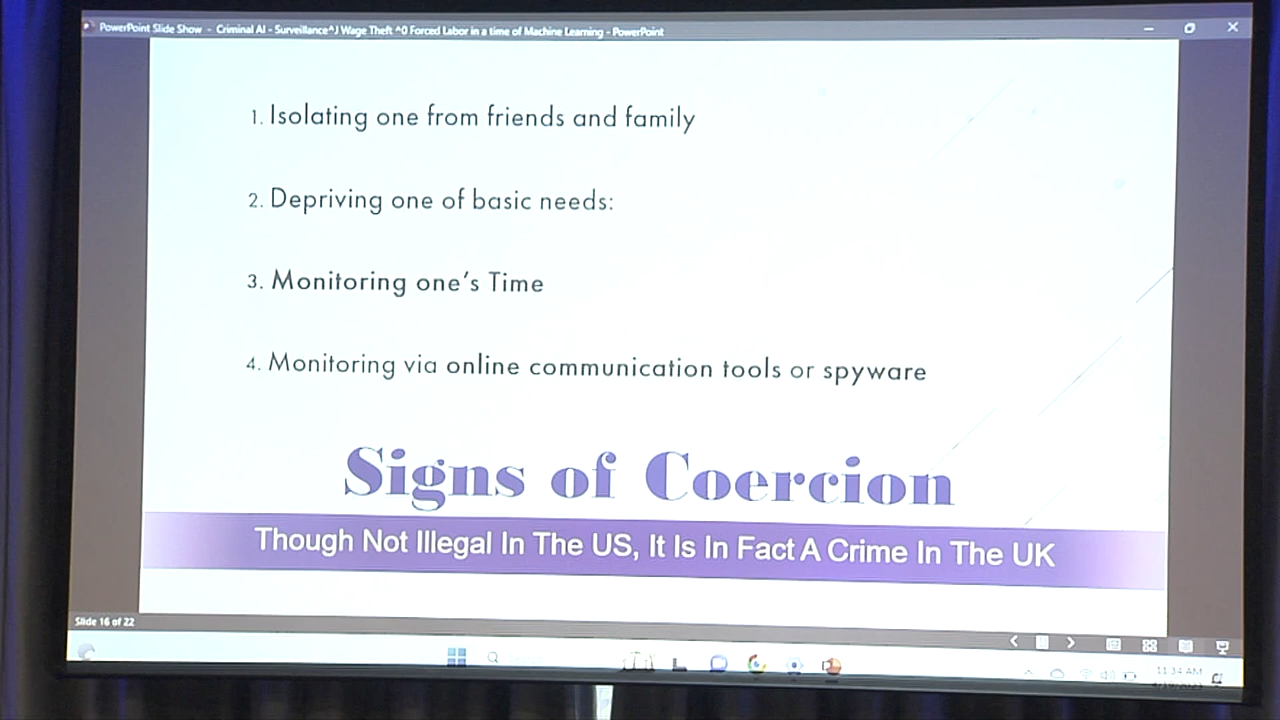 PowerPoint Slide Show - Criminal AI - Surveillance^J Wage Theft ^0 Forced Labor in a time of Machine Learning - PowerPoint
1. Isolating one from friends and family
2. Depriving one of basic needs:
3. Monitoring one's Time
4. Monitoring via online communication tools or spyware
Signs of Coercion
Though Not Illegal In The US, It Is In Fact A Crime In The UK
Slide 16 of 22
11:34 AM